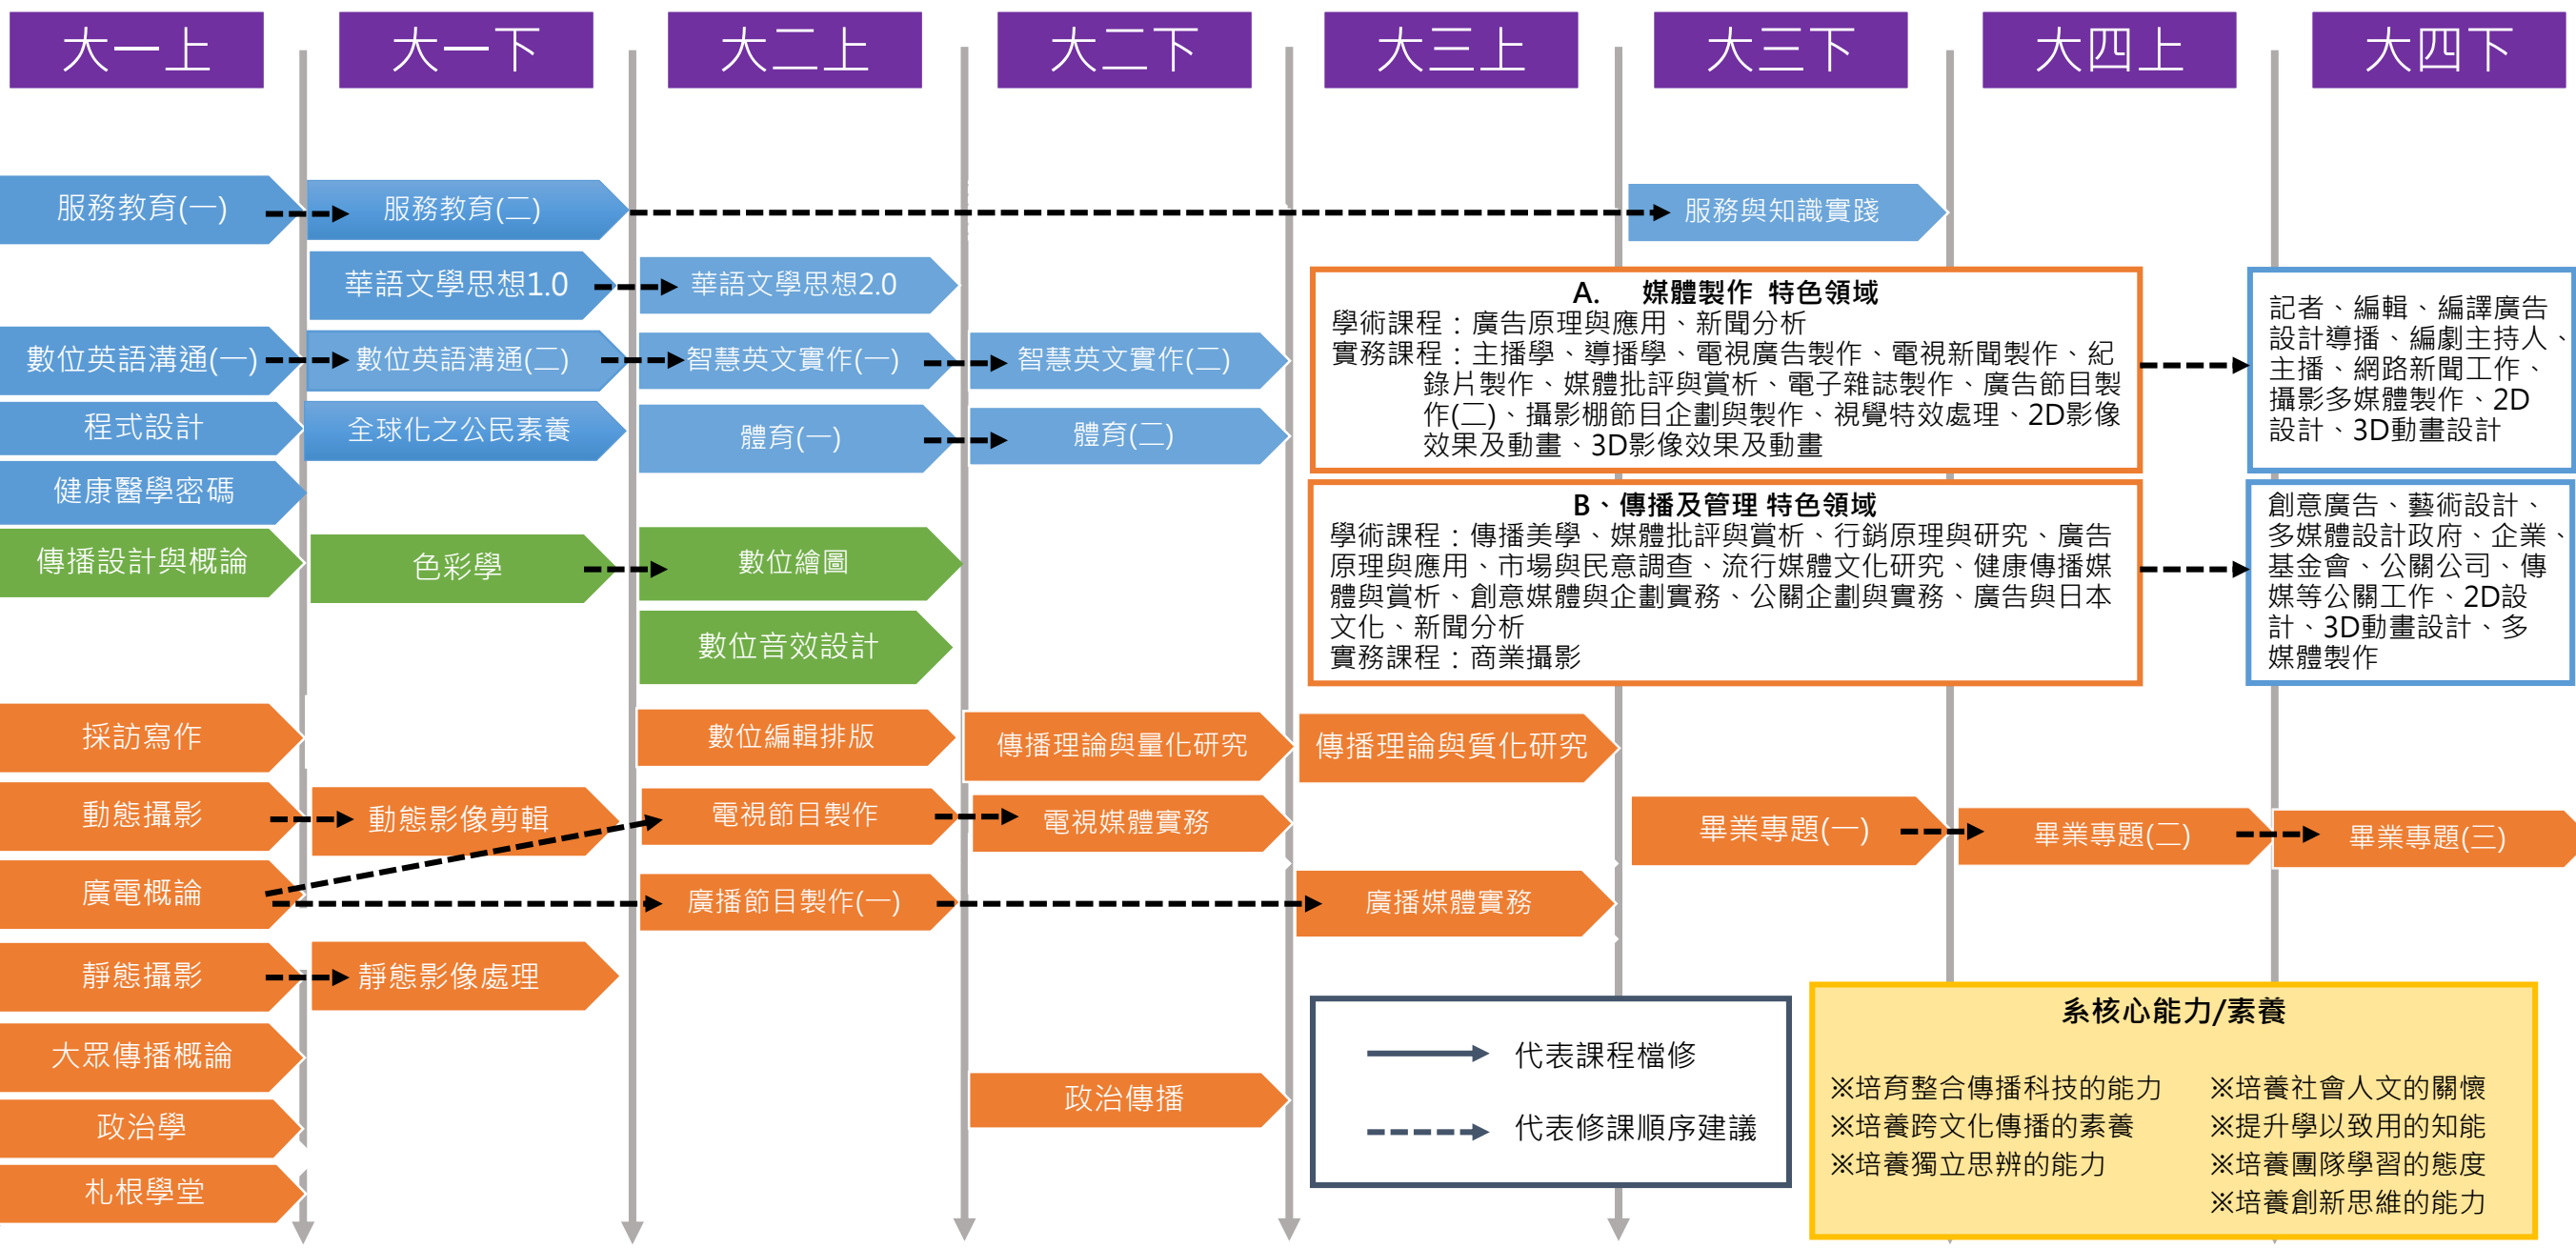 大一上
大一下
大二上
大二下
大三上
大三下
大四上
大四下
服務教育(一)
服務教育(二)
服務與知識實踐
華語文學思想1.0
華語文學思想2.0
數位英語溝通(一)
數位英語溝通(二)
智慧英文實作(一)
智慧英文實作(二)
程式設計
全球化之公民素養
體育(一)
體育(二)
健康醫學密碼
傳播設計與概論
色彩學
數位繪圖
數位音效設計
A. 媒體製作 特色領域
學術課程：廣告原理與應用、新聞分析
實務課程：主播學、導播學、電視廣告製作、電視新聞製作、紀
錄片製作、媒體批評與賞析、電子雜誌製作、廣告節目製
作(二)、攝影棚節目企劃與製作、視覺特效處理、2D影像
效果及動畫、3D影像效果及動畫
記者、編輯、編譯廣告
設計導播、編劇主持人、
主播、網路新聞工作、
攝影多媒體製作、2D
設計、3D動畫設計
B、傳播及管理 特色領域
學術課程：傳播美學、媒體批評與賞析、行銷原理與研究、廣告
原理與應用、市場與民意調查、流行媒體文化研究、健康傳播媒
體與賞析、創意媒體與企劃實務、公關企劃與實務、廣告與日本
文化、新聞分析
實務課程：商業攝影
創意廣告、藝術設計、
多媒體設計政府、企業、
基金會、公關公司、傳
媒等公關工作、2D設
計、3D動畫設計、多
媒體製作
採訪寫作
數位編輯排版
傳播理論與量化研究
傳播理論與質化研究
動態攝影
動態影像剪輯
電視節目製作
電視媒體實務
畢業專題(一)
畢業專題(二)
畢業專題(三)
廣電概論
廣播節目製作(一)
廣播媒體實務
靜態攝影
靜態影像處理
大眾傳播概論
政治學
政治傳播
札根學堂
代表課程檔修
代表修課順序建議
系核心能力/素養
※培育整合傳播科技的能力
※培養跨文化傳播的素養
※培養獨立思辨的能力
※培養社會人文的關懷
※提升學以致用的知能
※培養團隊學習的態度
※培養創新思維的能力